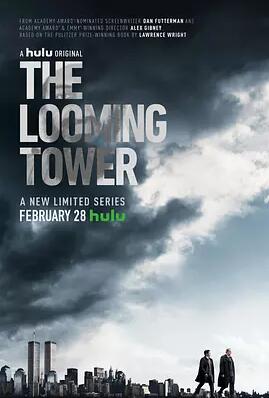 FROM ACADEMY AWARD NOMINATED SCREENWRITER DAN FUTTERMAN AND
ACADEMY AWARD & EMMY-WINNING DIRECTOR ALEX GIBNEY
BASED ON THE PULITZER PRIZE-WINNING BOOK BY LAWRENCE WRIGHT
A hulu ORIGINAL
THE
LOOMING
TOWER
A NEW LIMITED SERIES
FEBRUARY 28 hulu